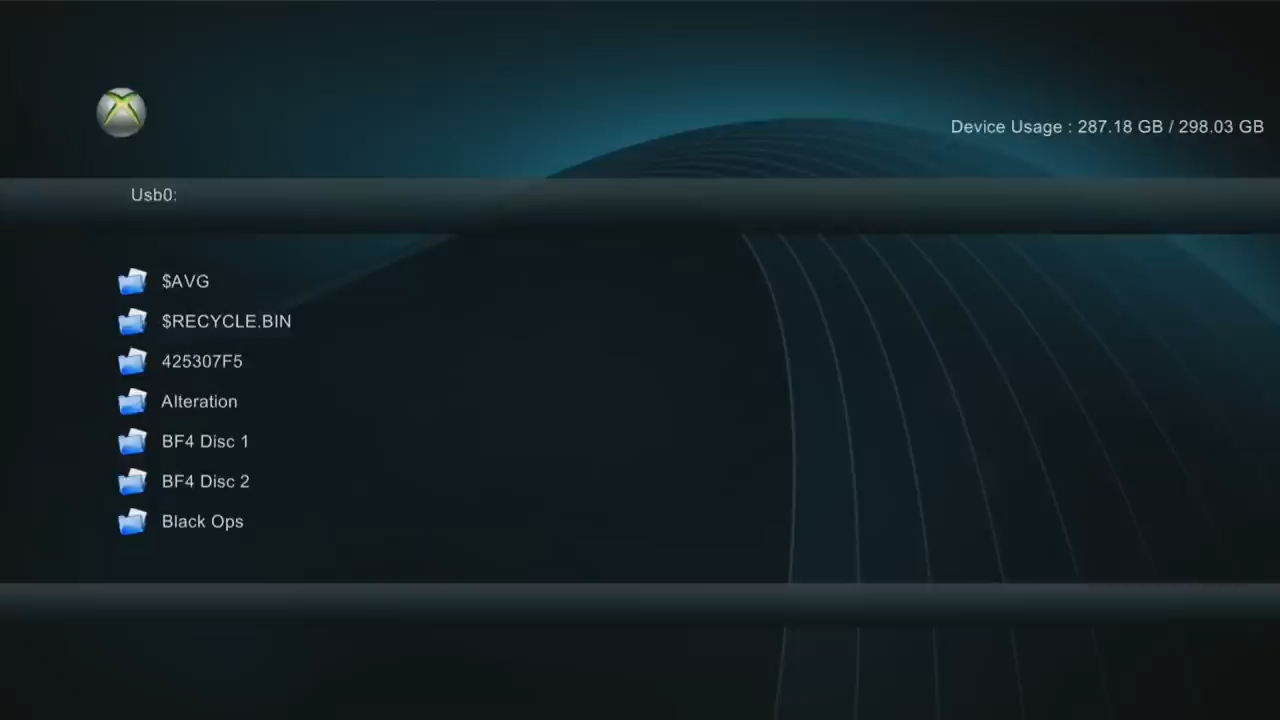 Device Usage : 287.18 GB / 298.03 GB
Usb0:
$AVG
$RECYCLE.BIN
425307F5
Alteration
BF4 Disc 1
BF4 Disc 2
Black Ops